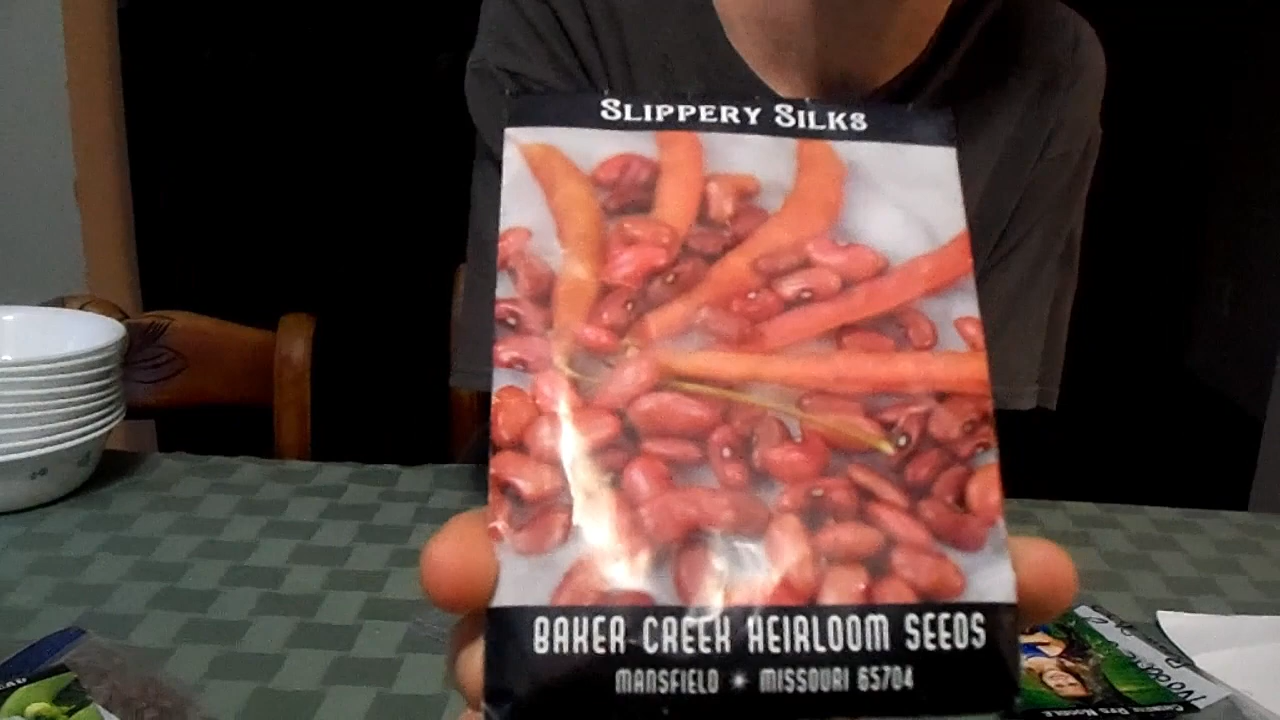 SLIPPERY SILKS
BAKER CREEK HEIRLOOM SEEDS
MANSFIELD * MISSOURI 65704